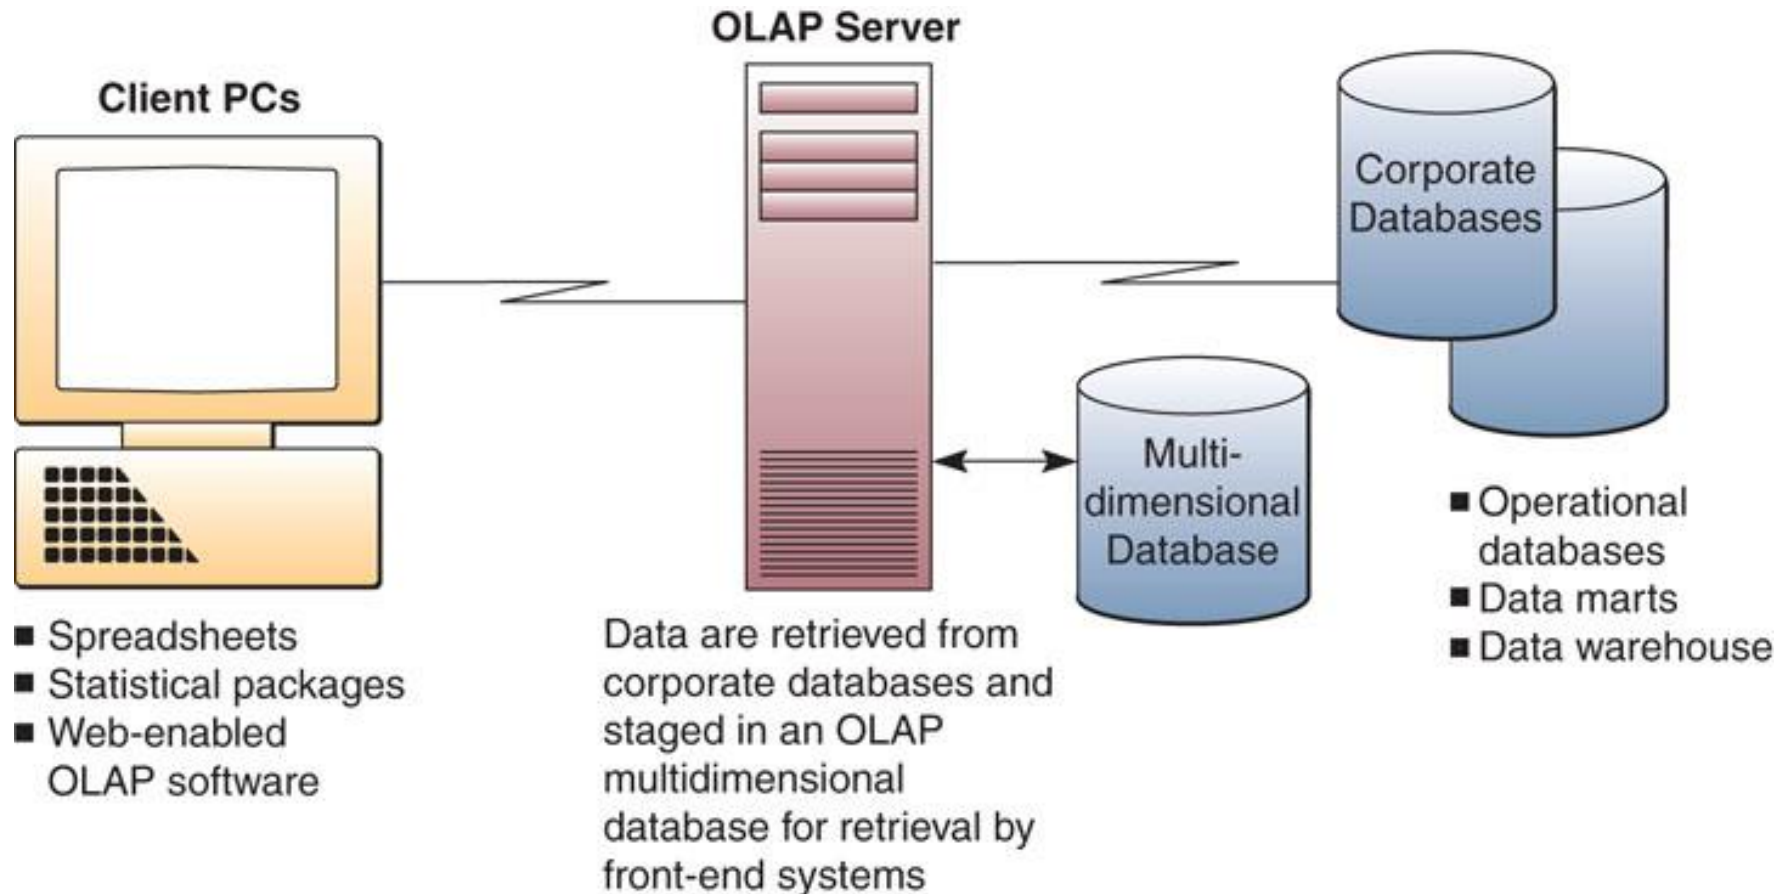 OLAP Server
Client PCs
Corporate
Databases
Multi-
dimensional
Database
■ Spreadsheets
■ Statistical packages
■ Web-enabled
OLAP software
Data are retrieved from
corporate databases and
staged in an OLAP
multidimensional
database for retrieval by
front-end systems
■ Operational
databases
■ Data marts
■ Data warehouse